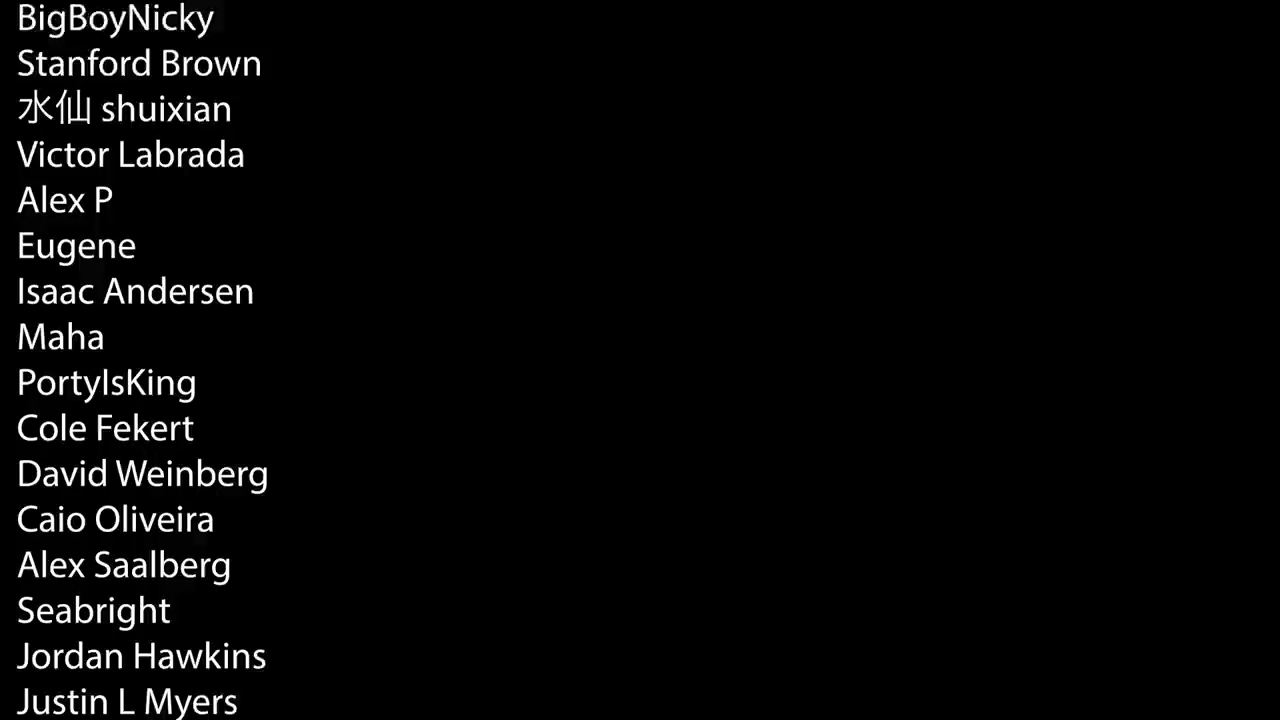 BigBoyNicky
Stanford Brown
水仙 shuixian
Victor Labrada
Alex P
Eugene
Isaac Andersen
Maha
PortyIsKing
Cole Fekert
David Weinberg
Caio Oliveira
Alex Saalberg
Seabright
Jordan Hawkins
Justin L Myers